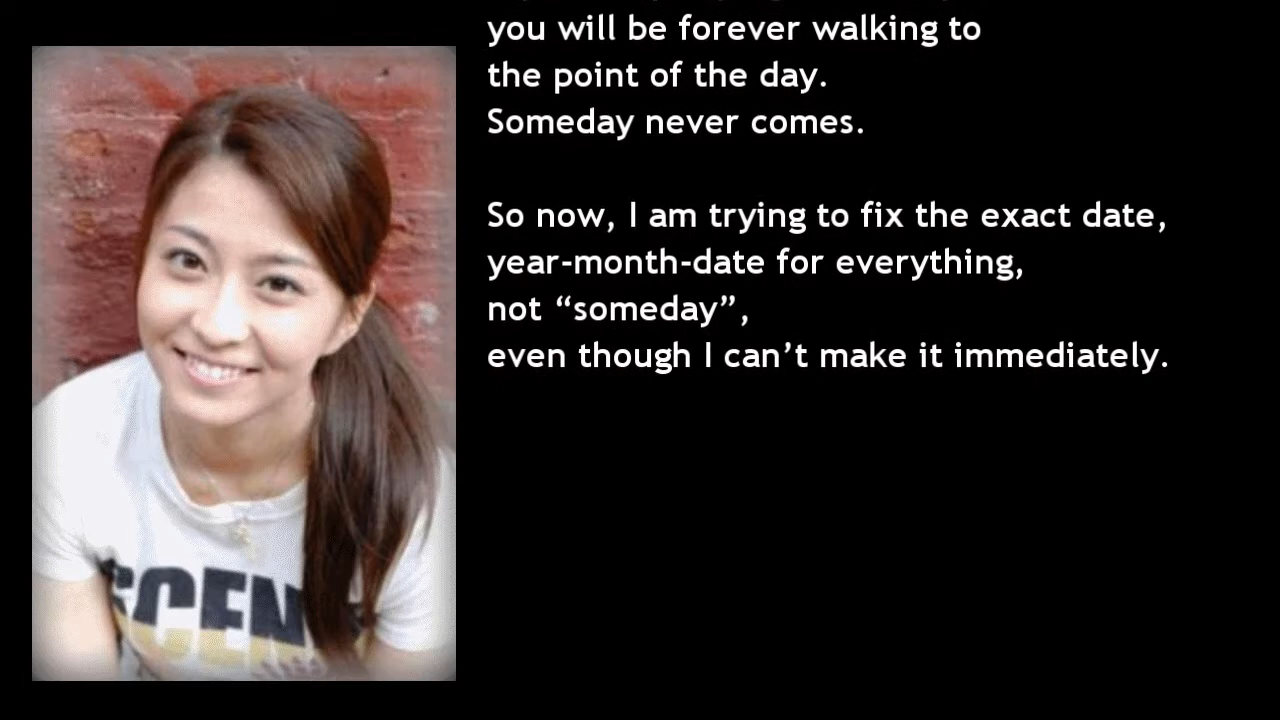 you will be forever walking to
the point of the day.
Someday never comes.
So now, I am trying to fix the exact date,
year-month-date for everything,
not “someday”,
even though I can’t make it immediately.
SCEN